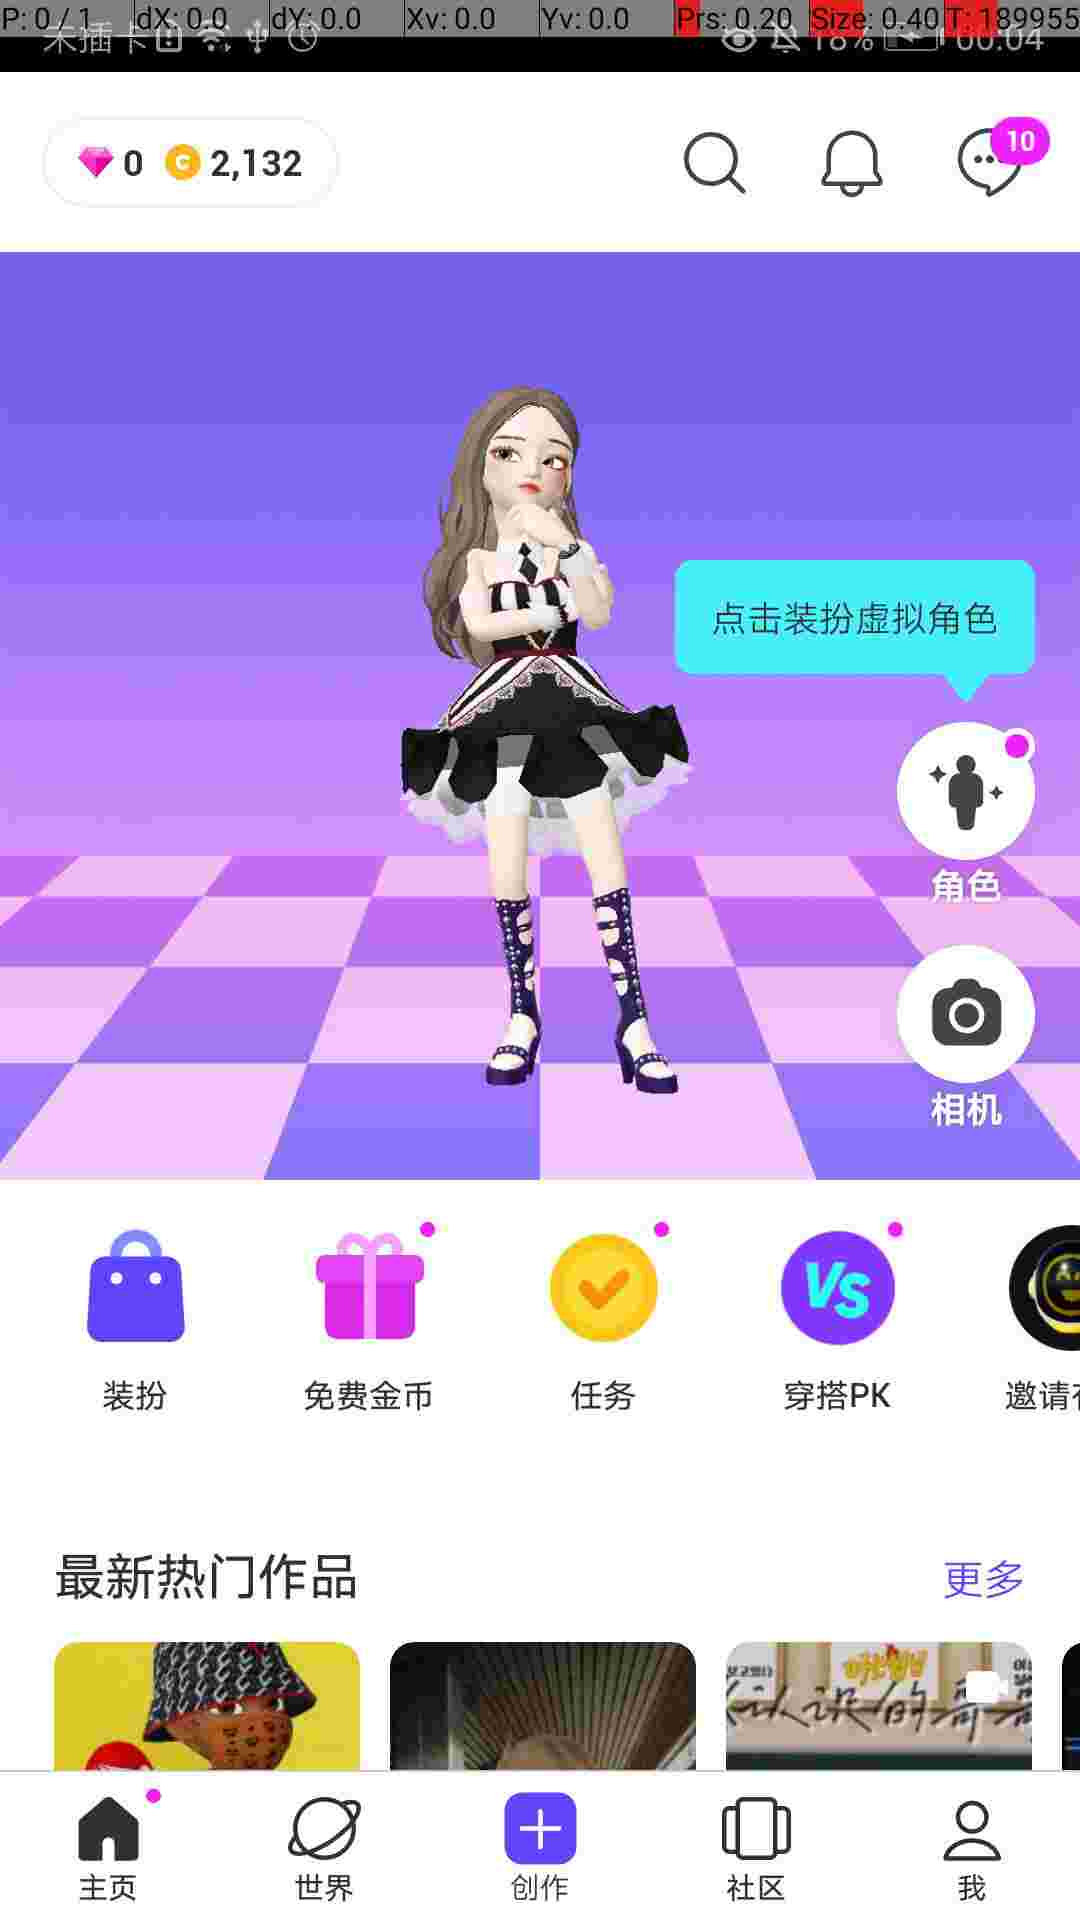 P: 0 / 1 dX: 0.0 dY: 0.0 Xv: 0.0 Yv: 0.0 Prs: 0.20 Size: 0.40 T: 189955
未插卡 18% 00:04
0 2,132
10
点击装扮虚拟角色
角色
相机
VS
装扮 免费金币 任务 穿搭PK 邀请
最新热门作品 更多
主页 世界 创作 社区 我